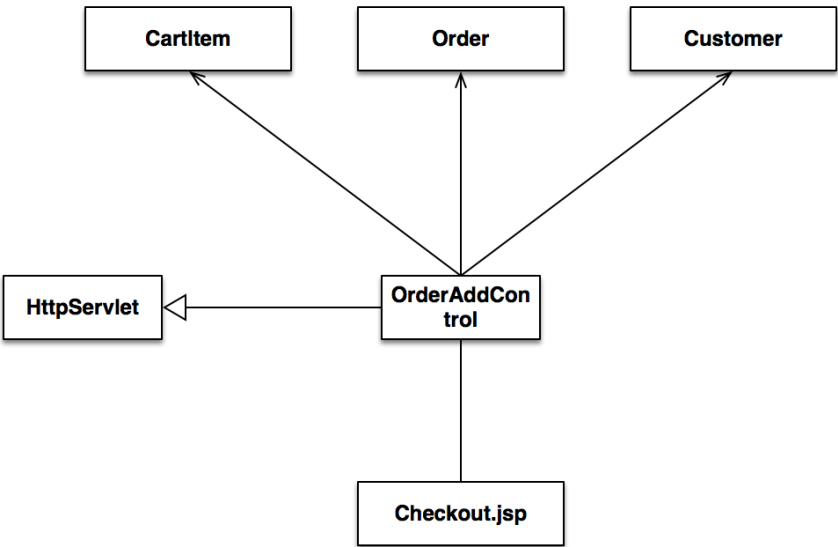 CartItem
Order
Customer
HttpServlet
OrderAddCon
trol
Checkout.jsp